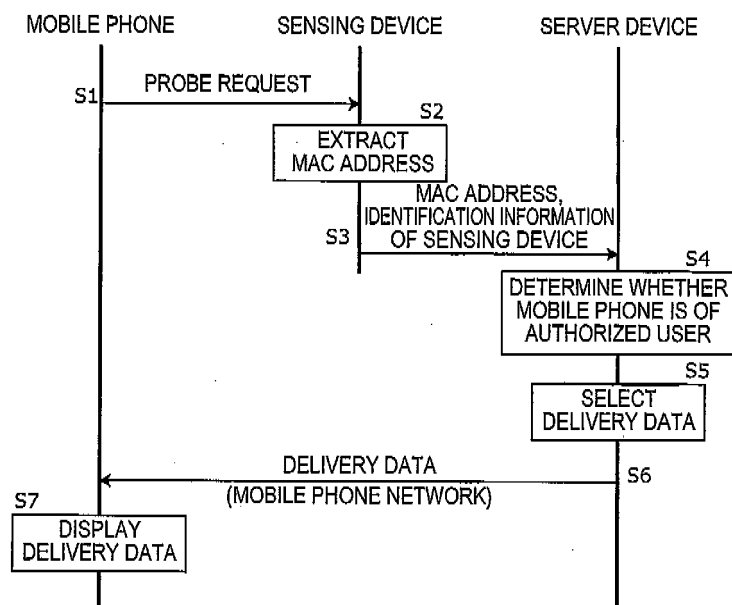 MOBILE PHONE
SENSING DEVICE
SERVER DEVICE
S1
PROBE REQUEST
S2
EXTRACT
MAC ADDRESS
MAC ADDRESS,
IDENTIFICATION INFORMATION
OF SENSING DEVICE
S3
S4
DETERMINE WHETHER
MOBILE PHONE IS OF
AUTHORIZED USER
S5
SELECT
DELIVERY DATA
DELIVERY DATA
(MOBILE PHONE NETWORK)
S6
S7
DISPLAY
DELIVERY DATA